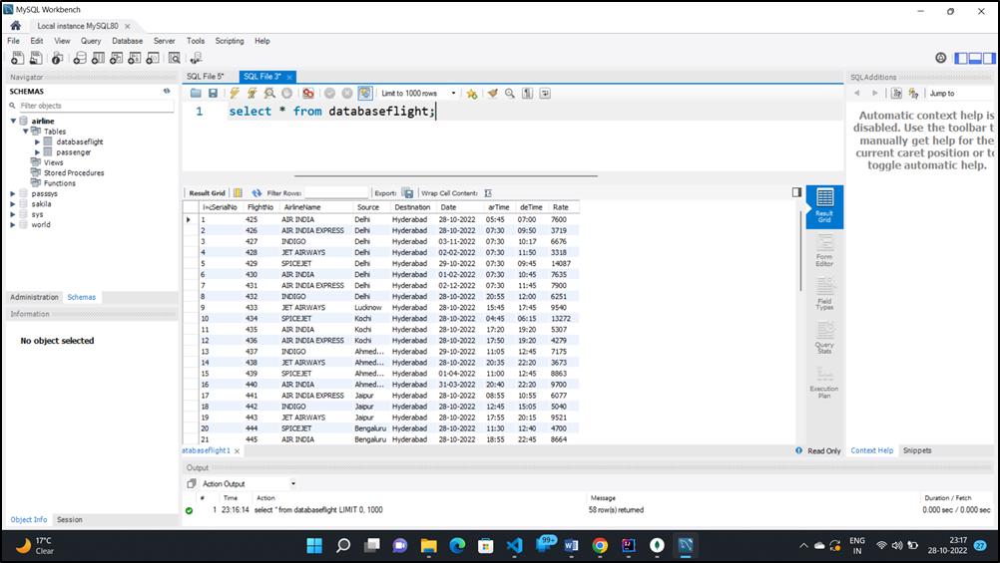 MySQL Workbench
Local instance MySQL80
File Edit View Query Database Server Tools Scripting Help
Navigator
SCHEMAS
Filter objects
airline
Tables
databaseflight
passenger
Views
Stored Procedures
Functions
passsys
sakila
sys
world
Administration Schemas
Information
No object selected
Object Info Session
SQL File 5* SQL File 3*
Limit to 1000 rows
1 select * from databaseflight;
Result Grid Filter Rows: Export: Wrap Cell Content:
SerialNo FlightNo AirlineName Source Destination Date arTime deTime Rate
1 425 AIR INDIA Delhi Hyderabad 28-10-2022 05:45 07:00 7600
2 426 AIR INDIA EXPRESS Delhi Hyderabad 28-10-2022 07:30 09:50 3719
3 427 INDIGO Delhi Hyderabad 03-11-2022 07:30 10:17 6676
4 428 JET AIRWAYS Delhi Hyderabad 02-02-2022 07:30 11:50 3318
5 429 SPICEJET Delhi Hyderabad 29-10-2022 07:30 09:45 14087
6 430 AIR INDIA Delhi Hyderabad 01-02-2022 07:30 10:45 7635
7 431 AIR INDIA EXPRESS Delhi Hyderabad 02-12-2022 07:30 11:45 7900
8 432 INDIGO Delhi Hyderabad 28-10-2022 20:55 12:00 6251
9 433 JET AIRWAYS Lucknow Hyderabad 28-10-2022 15:45 17:45 9540
10 434 SPICEJET Kochi Hyderabad 28-10-2022 04:45 06:15 13272
11 435 AIR INDIA Kochi Hyderabad 28-10-2022 17:20 19:20 5307
12 436 AIR INDIA EXPRESS Kochi Hyderabad 28-10-2022 17:50 19:20 4279
13 437 INDIGO Ahmed... Hyderabad 29-10-2022 11:05 12:45 7175
14 438 JET AIRWAYS Ahmed... Hyderabad 28-10-2022 20:35 22:20 3673
15 439 SPICEJET Ahmed... Hyderabad 01-04-2022 11:00 12:45 8863
16 440 AIR INDIA Ahmed... Hyderabad 31-03-2022 20:40 22:20 9700
17 441 AIR INDIA EXPRESS Jaipur Hyderabad 28-10-2022 08:55 10:55 6077
18 442 INDIGO Jaipur Hyderabad 28-10-2022 12:45 15:05 5040
19 443 JET AIRWAYS Jaipur Hyderabad 28-10-2022 17:55 20:15 9521
20 444 SPICEJET Bengaluru Hyderabad 28-10-2022 11:30 12:40 4700
21 445 AIR INDIA Bengaluru Hyderabad 28-10-2022 18:55 22:45 8664
Result
Grid
Form
Editor
Field
Types
Query
Stats
Execution
Plan
atabaseflight1
Read Only
Output
Action Output
# Time Action Message Duration / Fetch
1 23:16:14 select * from databaseflight LIMIT 0, 1000 58 row(s) returned 0.000 sec / 0.000 sec
SQLAdditions
Jump to
Automatic context help is
disabled. Use the toolbar t
manually get help for the
current caret position or to
toggle automatic help.
Context Help Snippets
17°C
Clear
99+
ENG
IN
23:17
28-10-2022
27